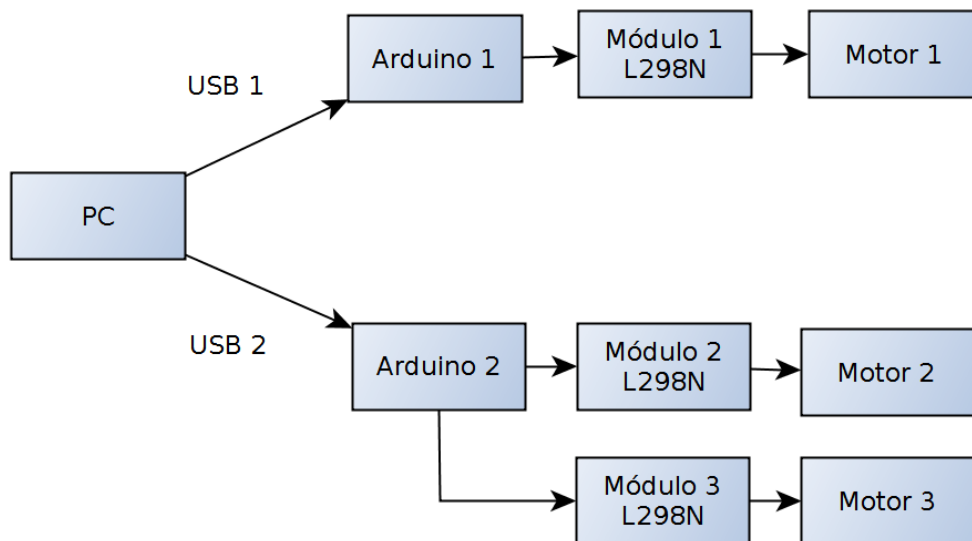 Arduino 1
Módulo 1
L298N
Motor 1
USB 1
PC
USB 2
Arduino 2
Módulo 2
L298N
Motor 2
Módulo 3
L298N
Motor 3